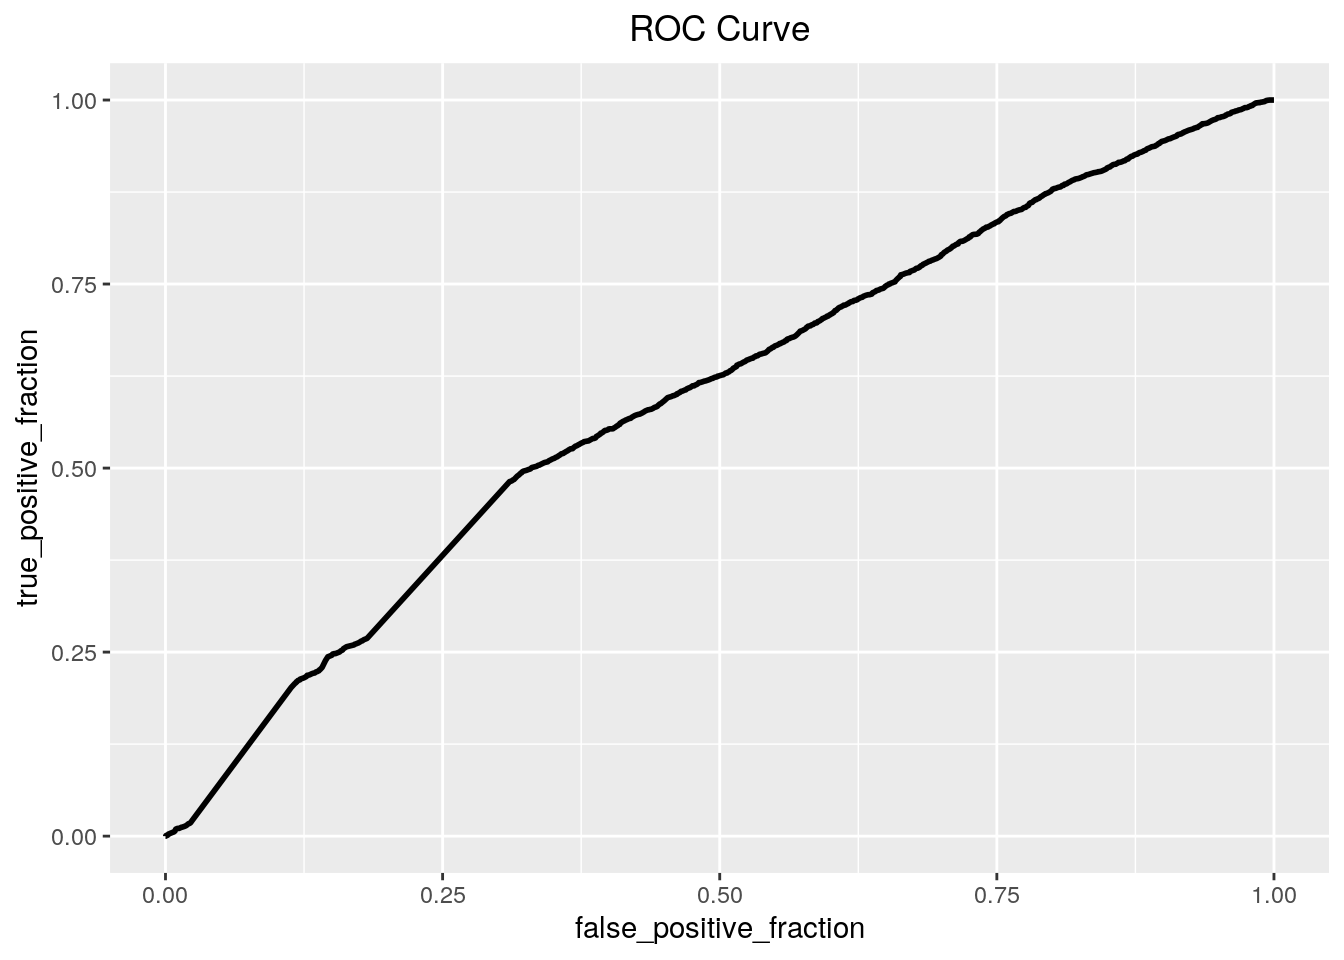 ROC Curve
1.00
0.75
0.50
0.25
0.00
true_positive_fraction
0.00 0.25 0.50 0.75 1.00
false_positive_fraction